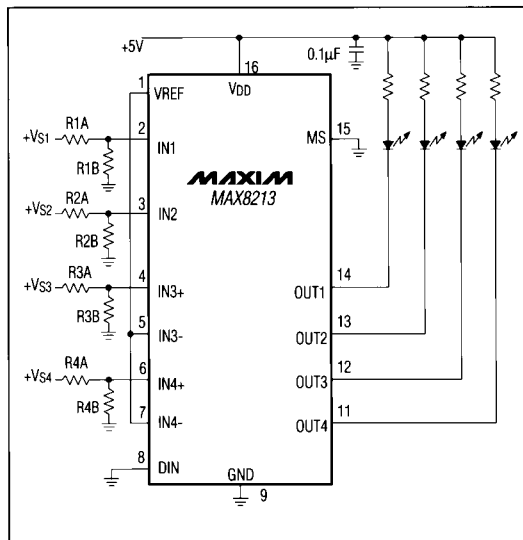 +5V
0.1µF
16
VDD
1
VREF
+VS1
R1A
2
IN1
R1B
MS
15
MAXIM
MAX8213
+VS2
R2A
3
IN2
R2B
+VS3
R3A
4
IN3+
R3B
14
OUT1
5
IN3-
13
OUT2
+VS4
R4A
6
IN4+
R4B
12
OUT3
7
IN4-
11
OUT4
8
DIN
GND
9